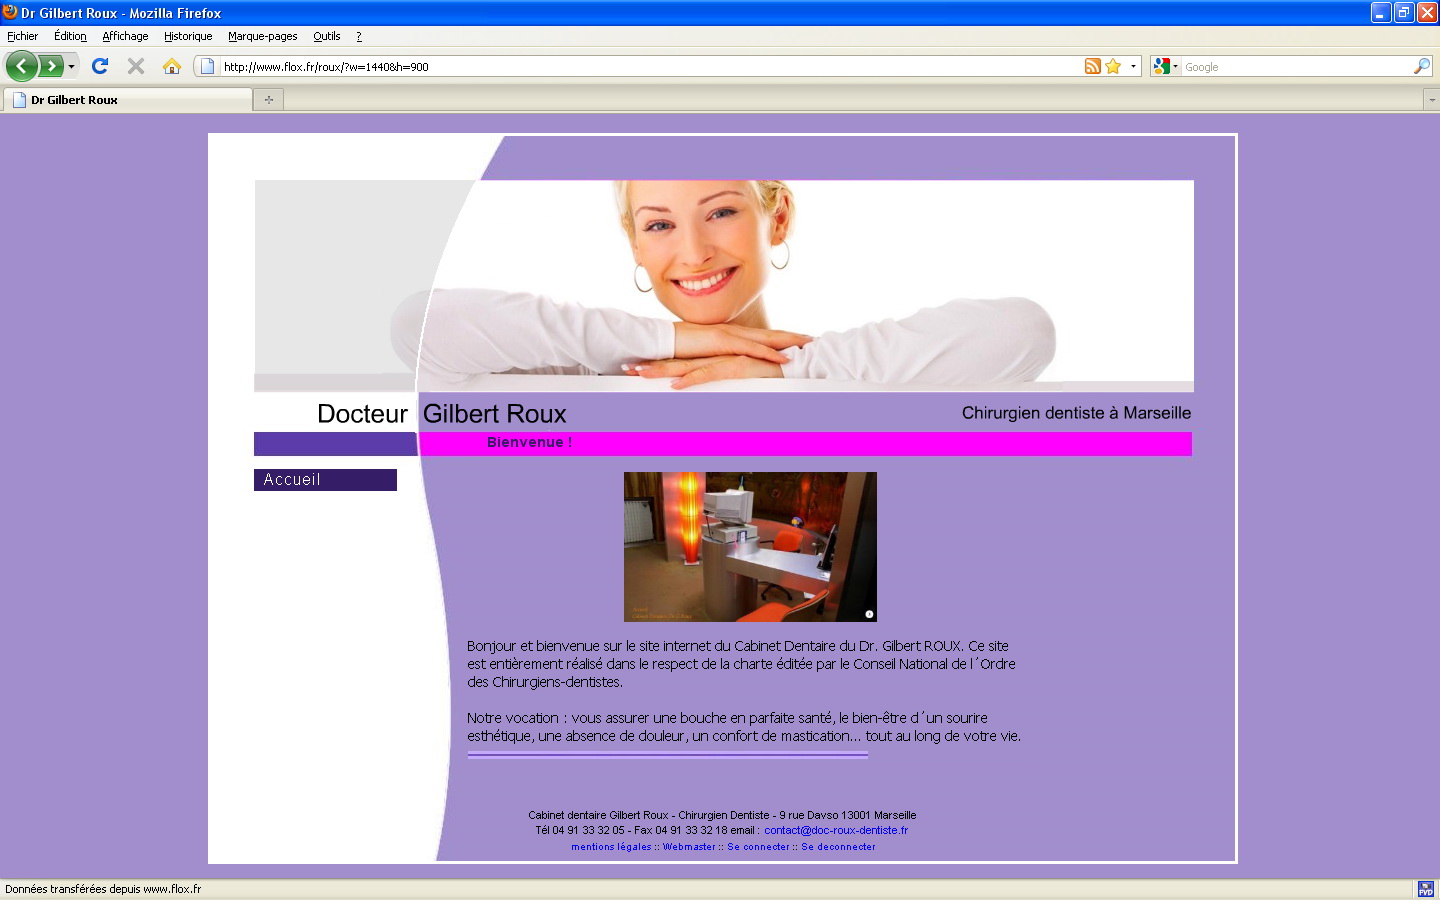 Dr Gilbert Roux - Mozilla Firefox
Fichier Édition Affichage Historique Marque-pages Outils ?
http://www.flox.fr/roux/?w=1440&h=900
Google
Dr Gilbert Roux
Docteur Gilbert Roux
Chirurgien dentiste à Marseille
Bienvenue !
Accueil
Bonjour et bienvenue sur le site internet du Cabinet Dentaire du Dr. Gilbert ROUX. Ce site
est entièrement réalisé dans le respect de la charte éditée par le Conseil National de l´Ordre
des Chirurgiens-dentistes.
Notre vocation : vous assurer une bouche en parfaite santé, le bien-être d´un sourire
esthétique, une absence de douleur, un confort de mastication... tout au long de votre vie.
Cabinet dentaire Gilbert Roux - Chirurgien Dentiste - 9 rue Davso 13001 Marseille
Tél 04 91 33 32 05 - Fax 04 91 33 32 18 email : contact@doc-roux-dentiste.fr
mentions légales :: Webmaster :: Se connecter :: Se deconnecter
Données transférées depuis www.flox.fr
FVD